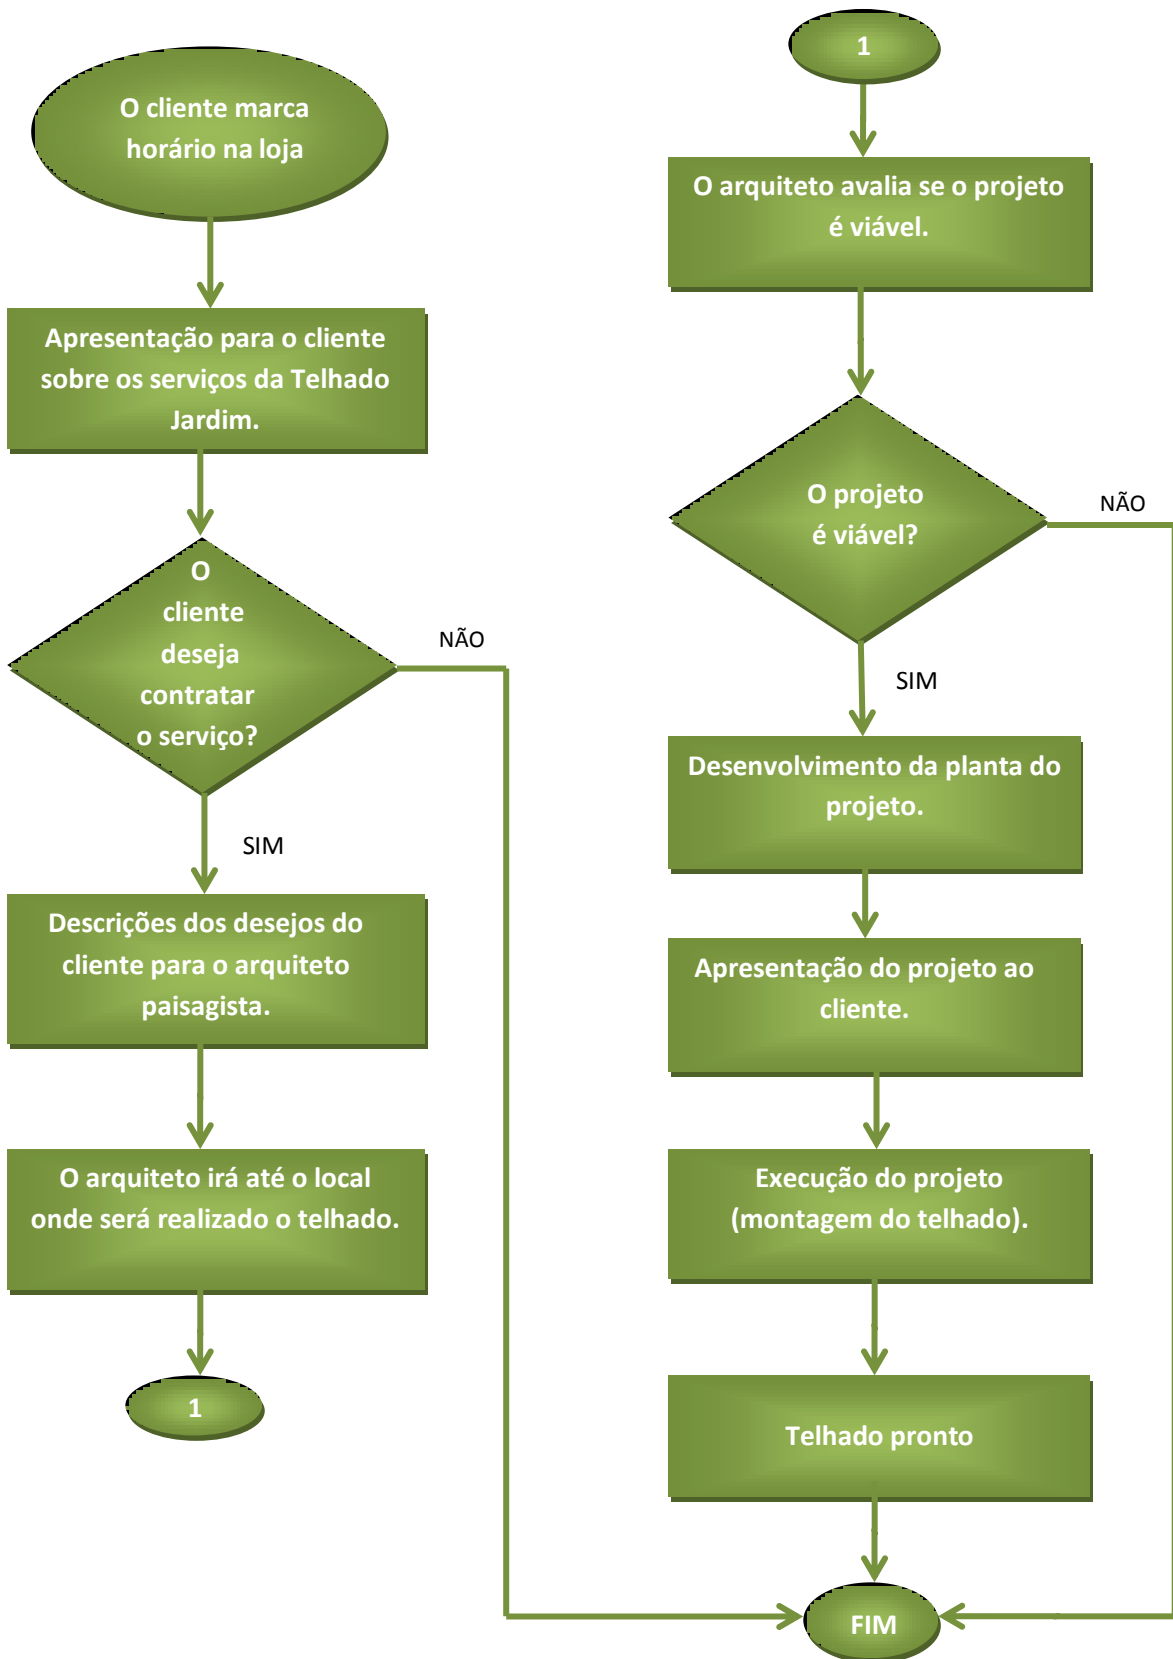 O cliente marca
horário na loja
Apresentação para o cliente
sobre os serviços da Telhado
Jardim.
O
cliente
deseja
contratar
o serviço?
NÃO
SIM
Descrições dos desejos do
cliente para o arquiteto
paisagista.
O arquiteto irá até o local
onde será realizado o telhado.
1
1
O arquiteto avalia se o projeto
é viável.
O projeto
é viável?
NÃO
SIM
Desenvolvimento da planta do
projeto.
Apresentação do projeto ao
cliente.
Execução do projeto
(montagem do telhado).
Telhado pronto
FIM